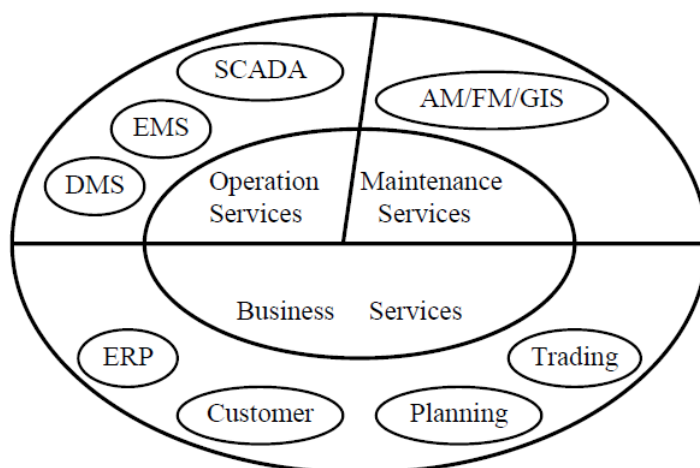 SCADA
AM/FM/GIS
EMS
DMS
Operation
Services
Maintenance
Services
Business Services
ERP
Trading
Customer
Planning